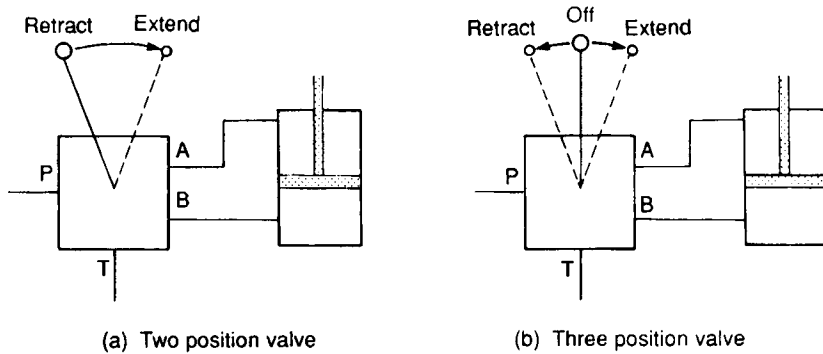 Retract Extend
A
P
B
T
(a) Two position valve
Off
Retract Extend
A
P
B
T
(b) Three position valve